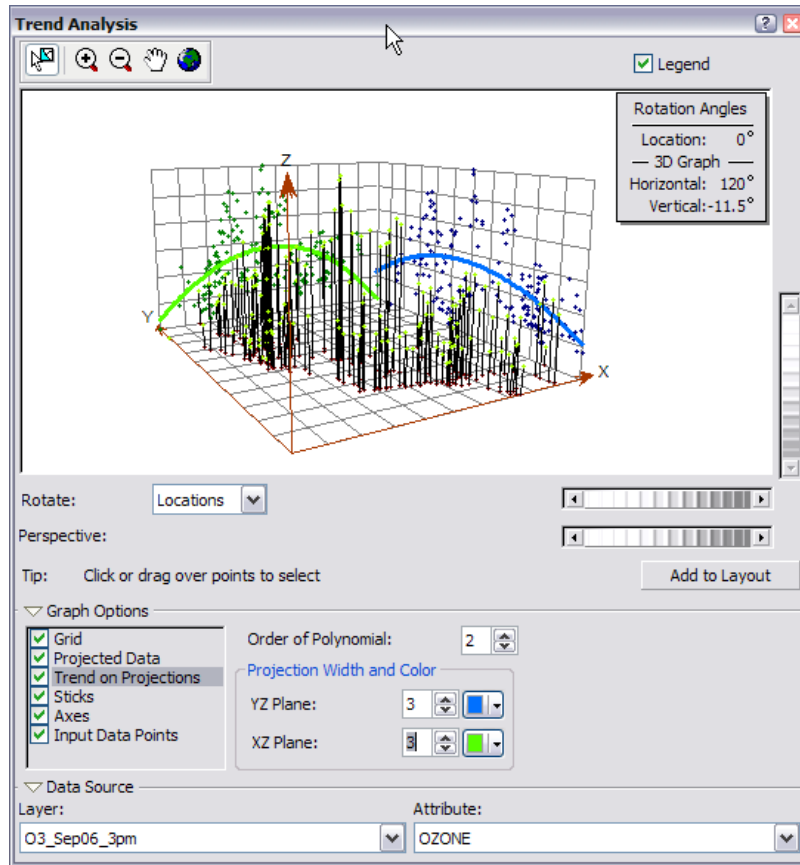 Trend Analysis
Legend
Rotation Angles
Location: 0°
3D Graph
Horizontal: 120°
Vertical:-11.5°
Z
Y
X
Rotate: Locations
Perspective:
Tip: Click or drag over points to select
Add to Layout
Graph Options
Grid
Projected Data
Trend on Projections
Sticks
Axes
Input Data Points
Order of Polynomial: 2
Projection Width and Color
YZ Plane: 3
XZ Plane: 3
Data Source
Layer: Attribute:
O3_Sep06_3pm OZONE